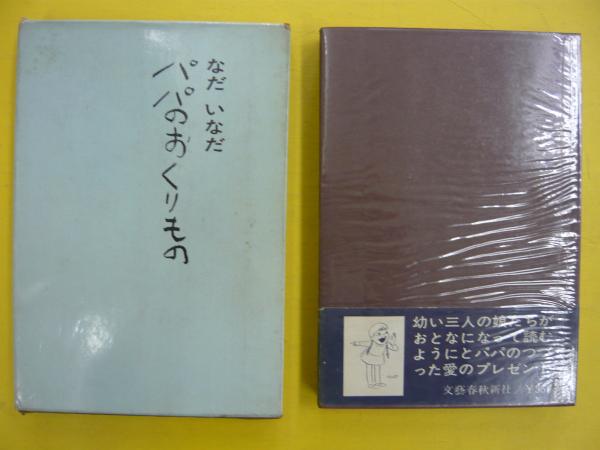 なだ いなだ
パパのおくりもの
幼い三人の娘たちが
おとなになって読む
ようにとパパのつく
った愛のプレゼント
文藝春秋新社